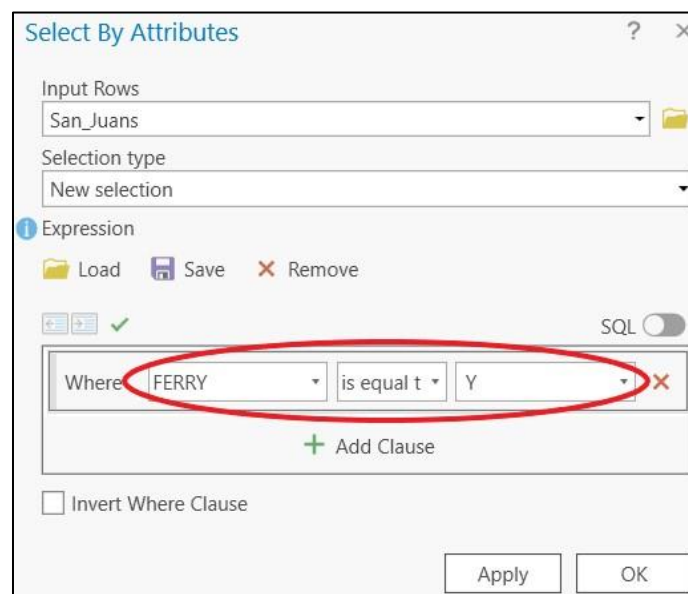 Select By Attributes ? ×
Input Rows
San_Juans
Selection type
New selection
Expression
Load Save Remove
SQL
Where FERRY is equal t Y
Add Clause
Invert Where Clause
Apply OK